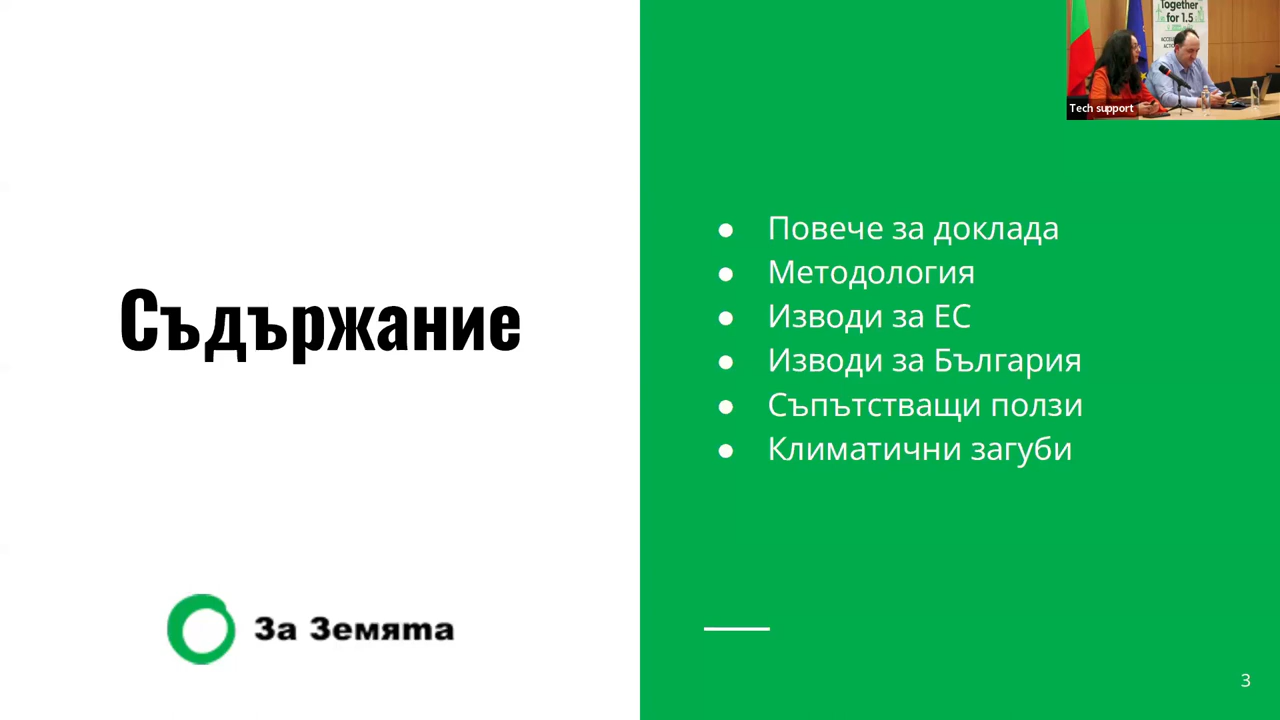 Съдържание
За Земята
Повече за доклада
Методология
Изводи за ЕС
Изводи за България
Съпътстващи ползи
Климатични загуби
3
Together
for 1.5
Tech support